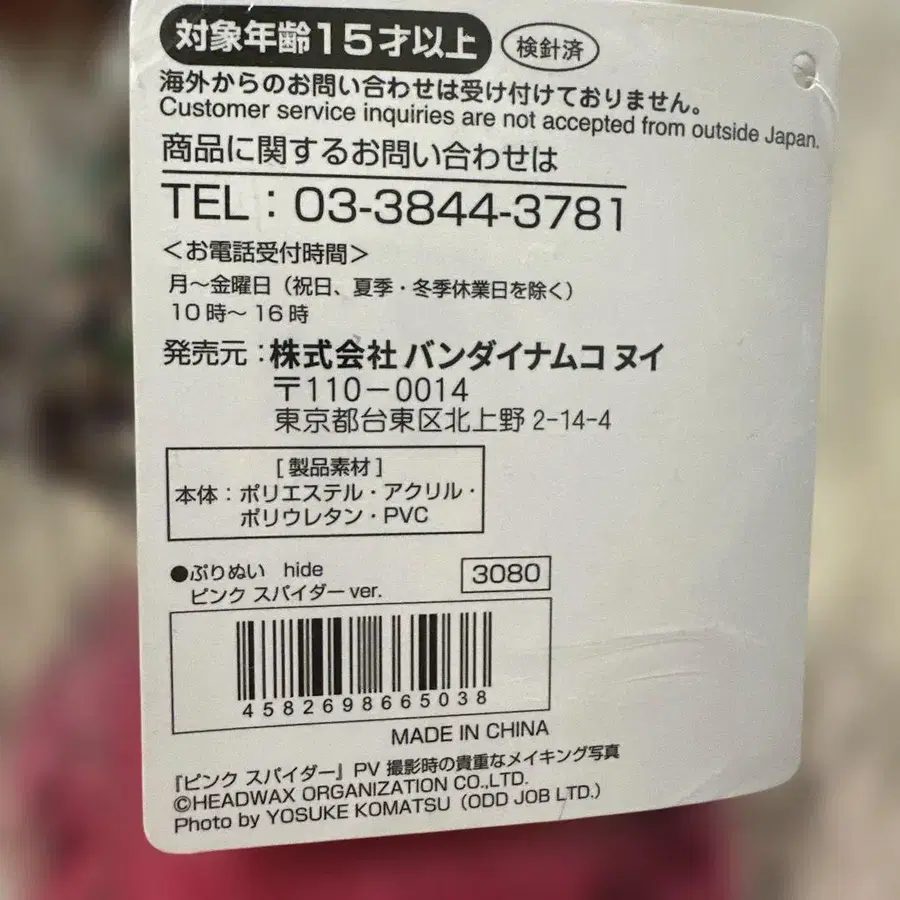 対象年齢15才以上 検針済
海外からのお問い合わせは受け付けておりません。
Customer service inquiries are not accepted from outside Japan.
商品に関するお問い合わせは
TEL：03-3844-3781
＜お電話受付時間＞
月〜金曜日（祝日、夏季・冬季休業日を除く）
10時〜16時
発売元：株式会社 バンダイナムコ ヌイ
〒110－0014
東京都台東区北上野 2-14-4
[ 製品素材 ]
本体：ポリエステル・アクリル・
ポリウレタン・PVC
●ぷりぬい hide 3080
ピンク スパイダー ver.
4582698665038
MADE IN CHINA
『ピンク スパイダー』PV 撮影時の貴重なメイキング写真
©HEADWAX ORGANIZATION CO.,LTD.
Photo by YOSUKE KOMATSU（ODD JOB LTD.）